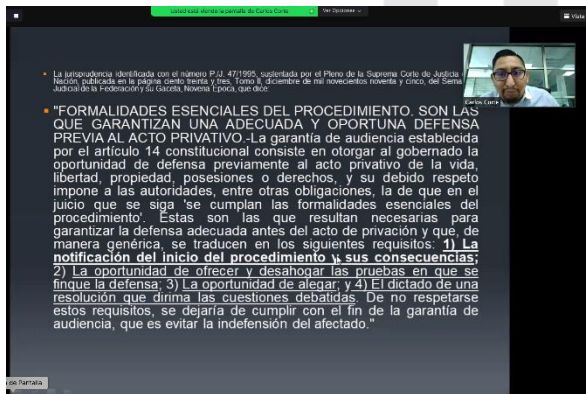 Usted está viendo la pantalla de Carlos Corte
Ver Opciones
Vista
La jurisprudencia identificada con el número P./J. 47/1995, sustentada por el Pleno de la Suprema Corte de Justicia
Nación, publicada en la página ciento treinta y tres, Tomo II, diciembre de mil novecientos noventa y cinco, del Sema
Judicial de la Federación y su Gaceta, Novena Época, que dice:
Carlos Corte
"FORMALIDADES ESENCIALES DEL PROCEDIMIENTO. SON LAS
QUE GARANTIZAN UNA ADECUADA Y OPORTUNA DEFENSA
PREVIA AL ACTO PRIVATIVO.-La garantía de audiencia establecida
por el artículo 14 constitucional consiste en otorgar al gobernado la
oportunidad de defensa previamente al acto privativo de la vida,
libertad, propiedad, posesiones o derechos, y su debido respeto
impone a las autoridades, entre otras obligaciones, la de que en el
juicio que se siga 'se cumplan las formalidades esenciales del
procedimiento'. Estas son las que resultan necesarias para
garantizar la defensa adecuada antes del acto de privación y que, de
manera genérica, se traducen en los siguientes requisitos: 1) La
notificación del inicio del procedimiento y sus consecuencias;
2) La oportunidad de ofrecer y desahogar las pruebas en que se
finque la defensa; 3) La oportunidad de alegar; y 4) El dictado de una
resolución que dirima las cuestiones debatidas. De no respetarse
estos requisitos, se dejaría de cumplir con el fin de la garantía de
audiencia, que es evitar la indefensión del afectado."
de Pantalla